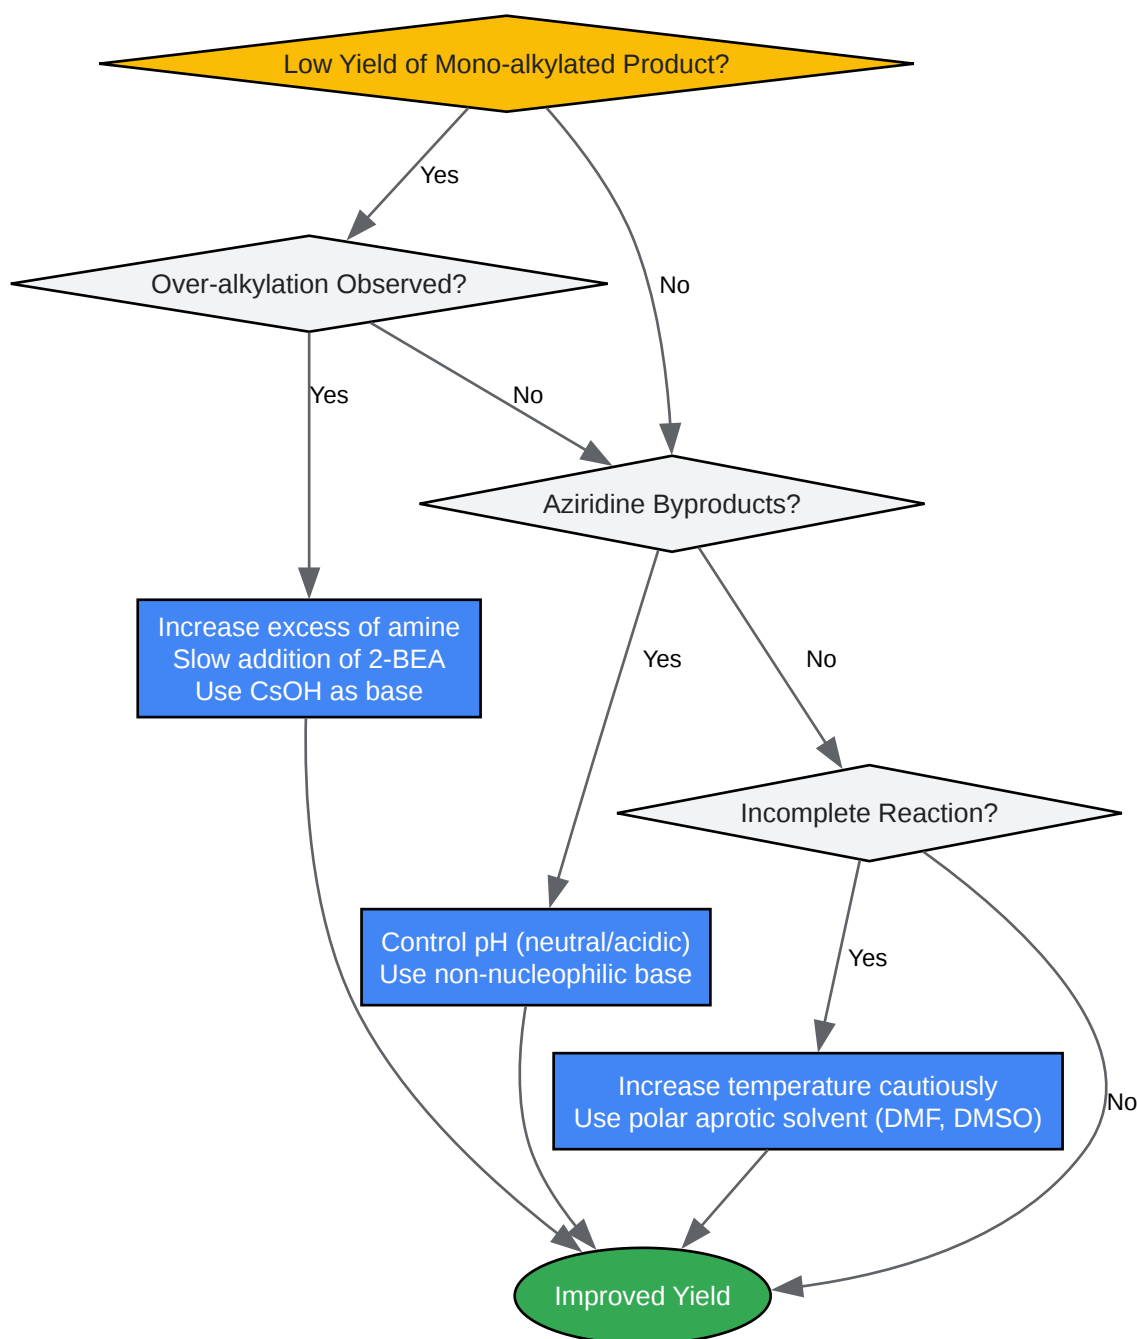 Low Yield of Mono-alkylated Product?
Yes
Over-alkylation Observed?
No
Yes
No
Aziridine Byproducts?
Increase excess of amine
Slow addition of 2-BEA
Use CsOH as base
Yes
No
Incomplete Reaction?
Control pH (neutral/acidic)
Use non-nucleophilic base
Yes
Increase temperature cautiously
Use polar aprotic solvent (DMF, DMSO)
No
Improved Yield